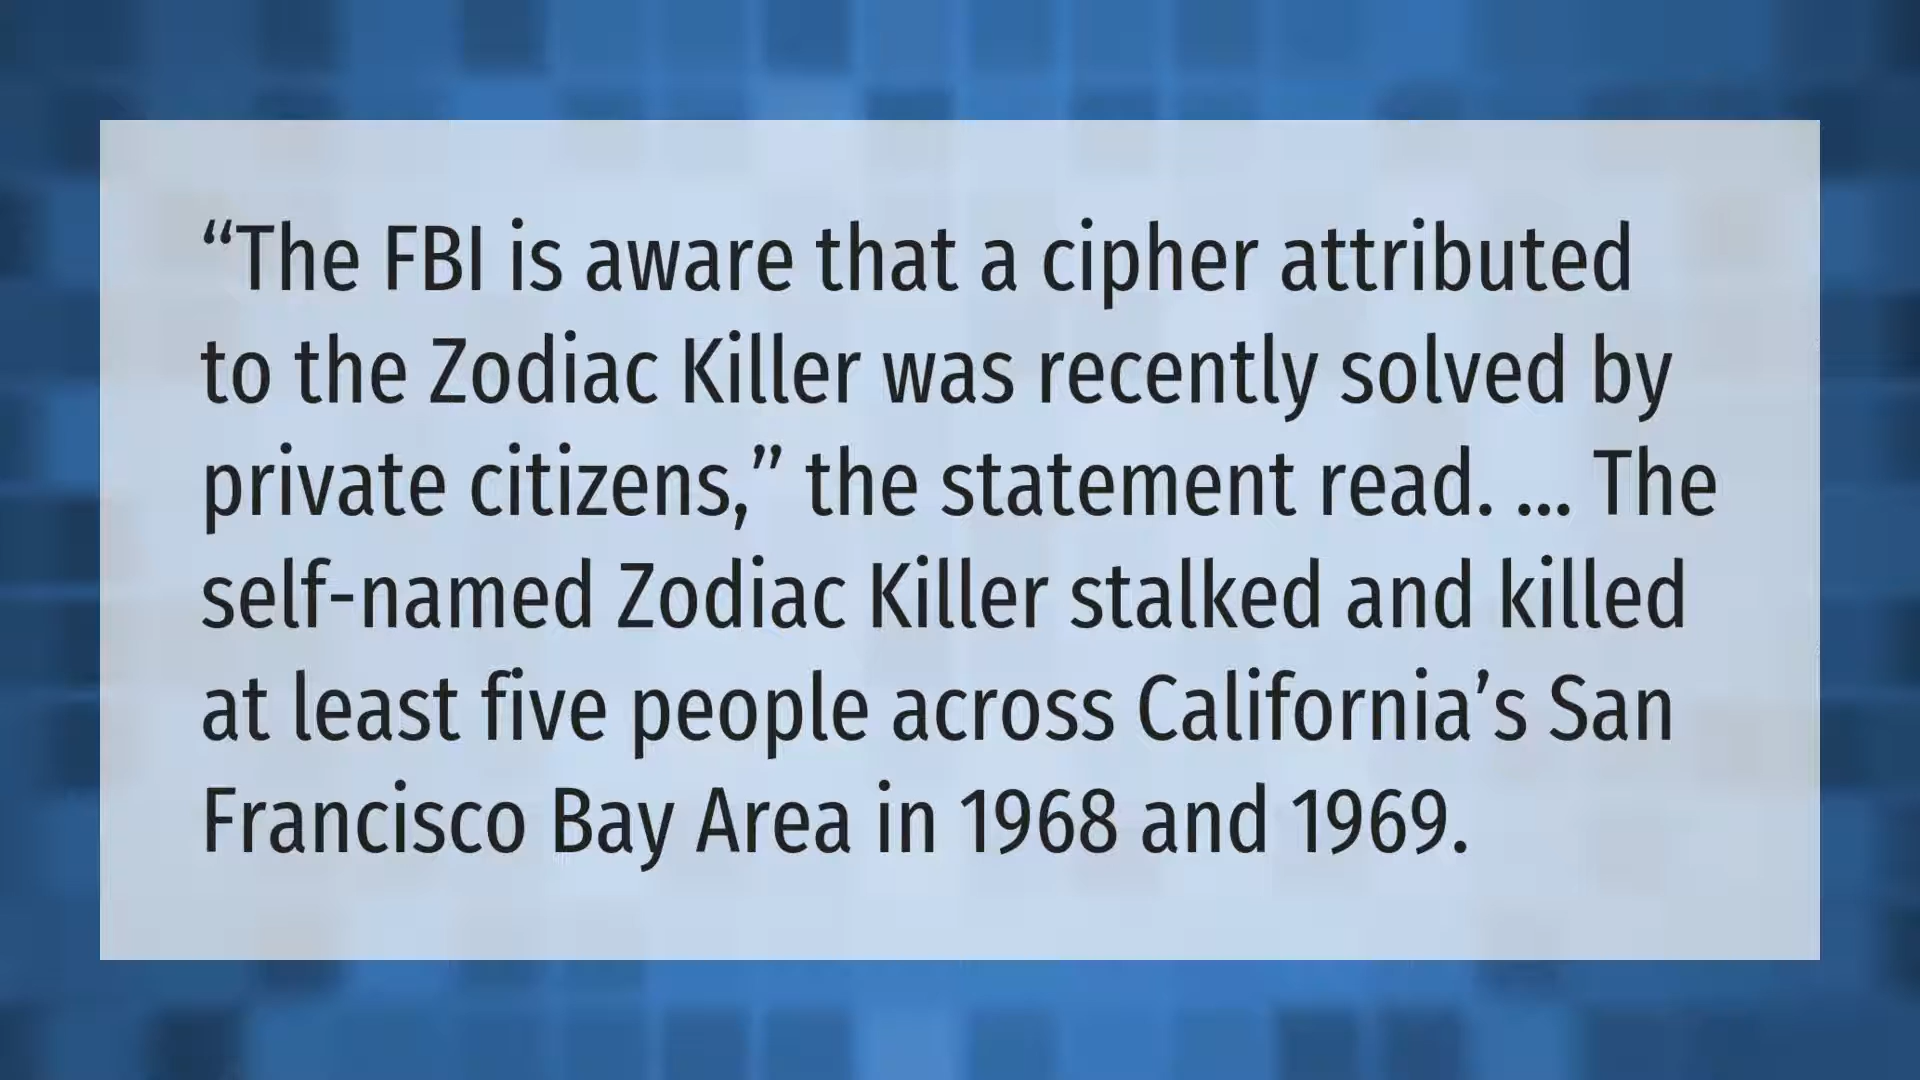 “The FBI is aware that a cipher attributed
to the Zodiac Killer was recently solved by
private citizens,” the statement read. ... The
self-named Zodiac Killer stalked and killed
at least five people across California’s San
Francisco Bay Area in 1968 and 1969.